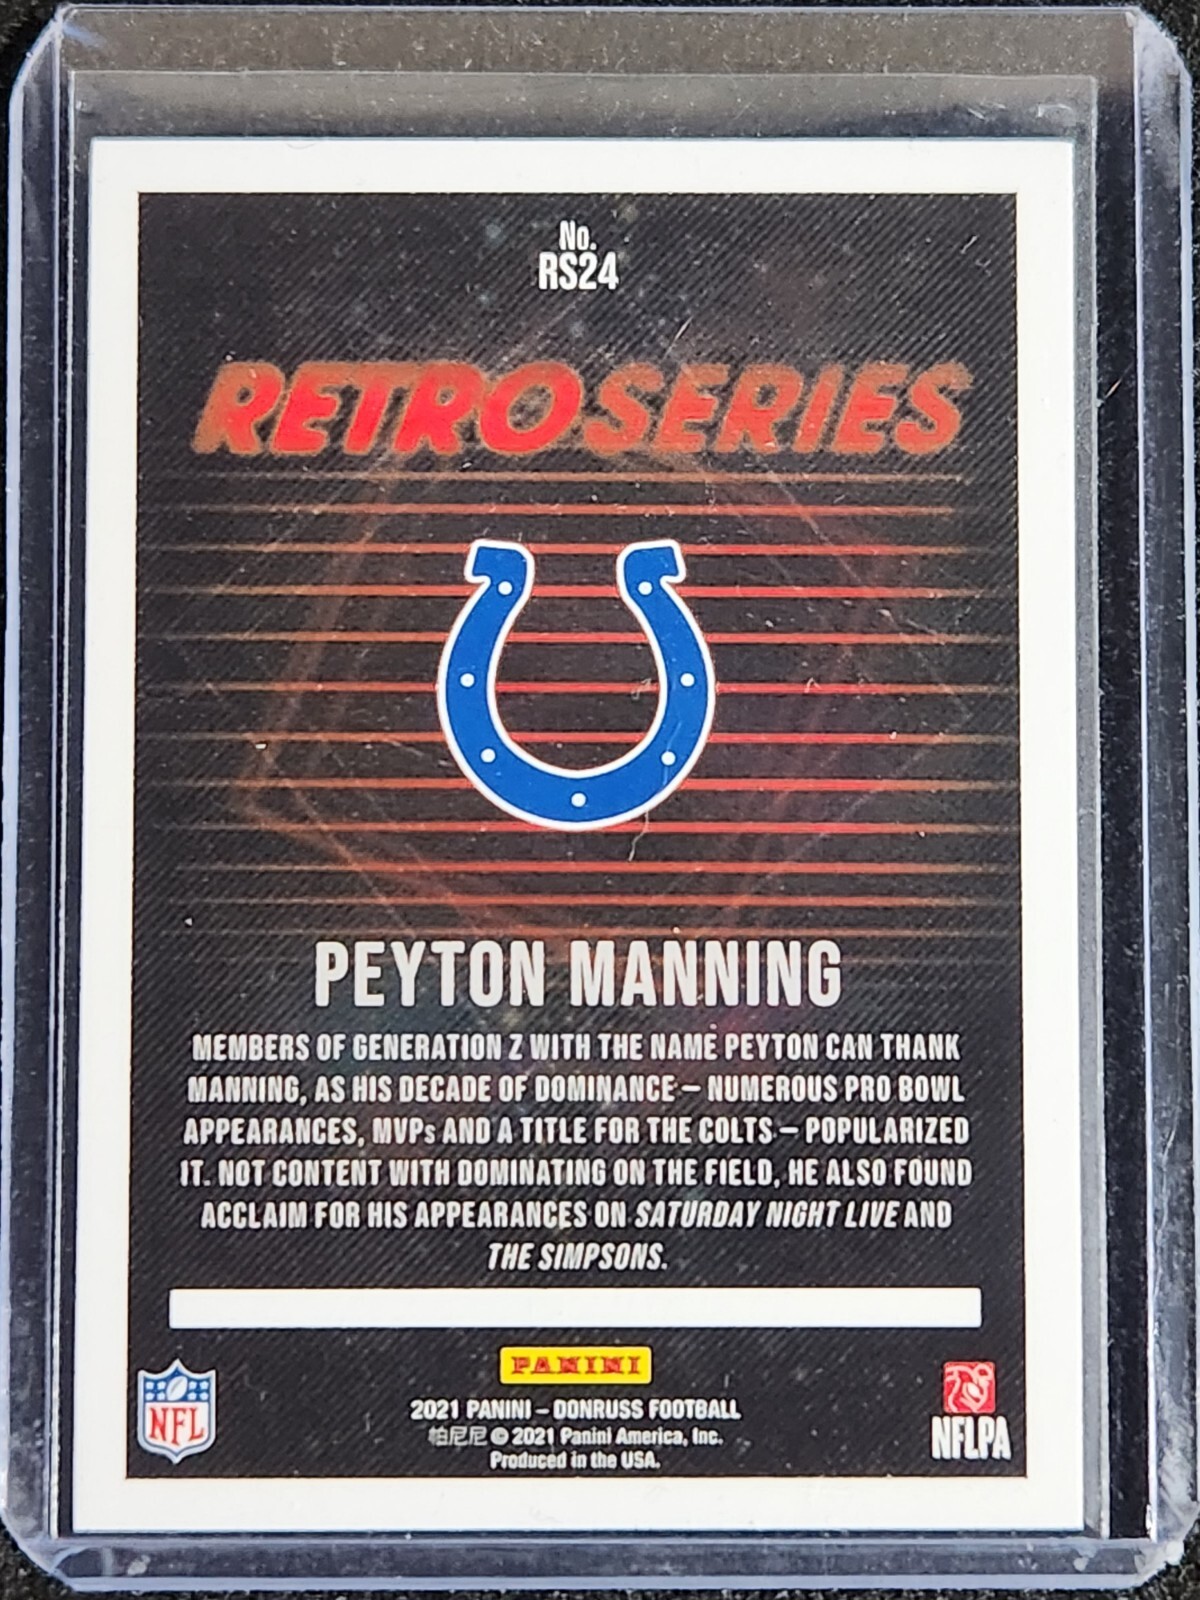 No.
RS24
RETRO SERIES
PEYTON MANNING
MEMBERS OF GENERATION Z WITH THE NAME PEYTON CAN THANK
MANNING, AS HIS DECADE OF DOMINANCE – NUMEROUS PRO BOWL
APPEARANCES, MVPs AND A TITLE FOR THE COLTS – POPULARIZED
IT. NOT CONTENT WITH DOMINATING ON THE FIELD, HE ALSO FOUND
ACCLAIM FOR HIS APPEARANCES ON SATURDAY NIGHT LIVE AND
THE SIMPSONS.
PANINI
2021 PANINI – DONRUSS FOOTBALL
帕尼尼 © 2021 Panini America, Inc.
Produced in the USA.
NFL
NFLPA